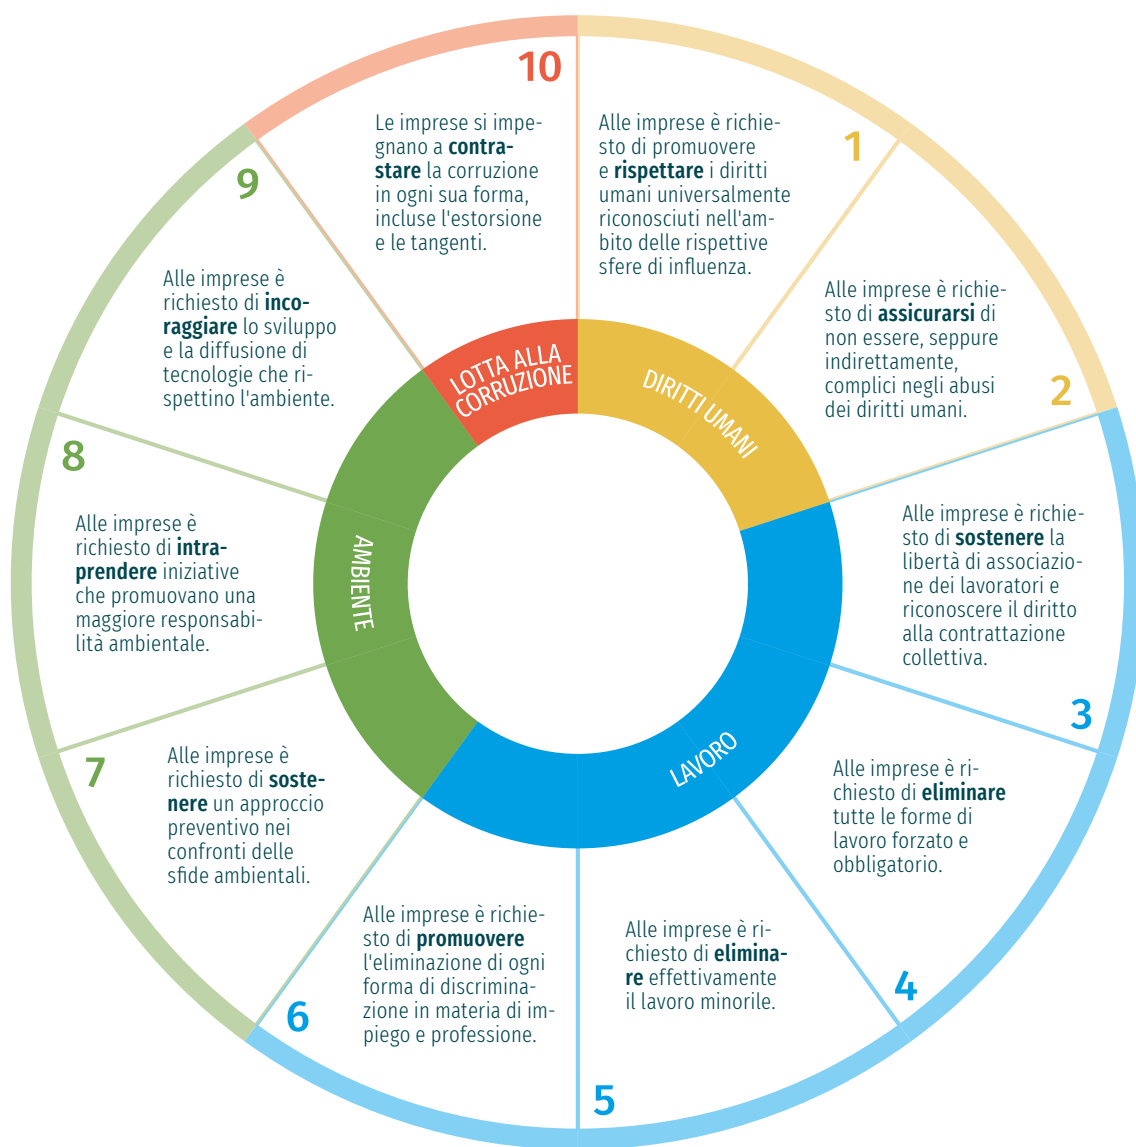 10
Le imprese si impe-
gnano a contra-
stare la corruzione
in ogni sua forma,
incluse l'estorsione
e le tangenti.
1
Alle imprese è richie-
sto di promuovere
e rispettare i diritti
umani universalmente
riconosciuti nell'am-
bito delle rispettive
sfere di influenza.
2
Alle imprese è richie-
sto di assicurarsi di
non essere, seppure
indirettamente,
complici negli abusi
dei diritti umani.
3
Alle imprese è richie-
sto di sostenere la
libertà di associazio-
ne dei lavoratori e
riconoscere il diritto
alla contrattazione
collettiva.
4
Alle imprese è ri-
chiesto di eliminare
tutte le forme di
lavoro forzato e
obbligatorio.
5
Alle imprese è ri-
chiesto di elimina-
re effettivamente
il lavoro minorile.
6
Alle imprese è richie-
sto di promuovere
l'eliminazione di ogni
forma di discrimina-
zione in materia di im-
piego e professione.
7
Alle imprese è
richiesto di soste-
nere un approccio
preventivo nei
confronti delle
sfide ambientali.
8
Alle imprese è
richiesto di intra-
prendere iniziative
che promuovano una
maggiore responsabi-
lità ambientale.
9
Alle imprese è
richiesto di inco-
raggiare lo sviluppo
e la diffusione di
tecnologie che ri-
spettino l'ambiente.
LOTTA ALLA
CORRUZIONE
DIRITTI UMANI
LAVORO
AMBIENTE